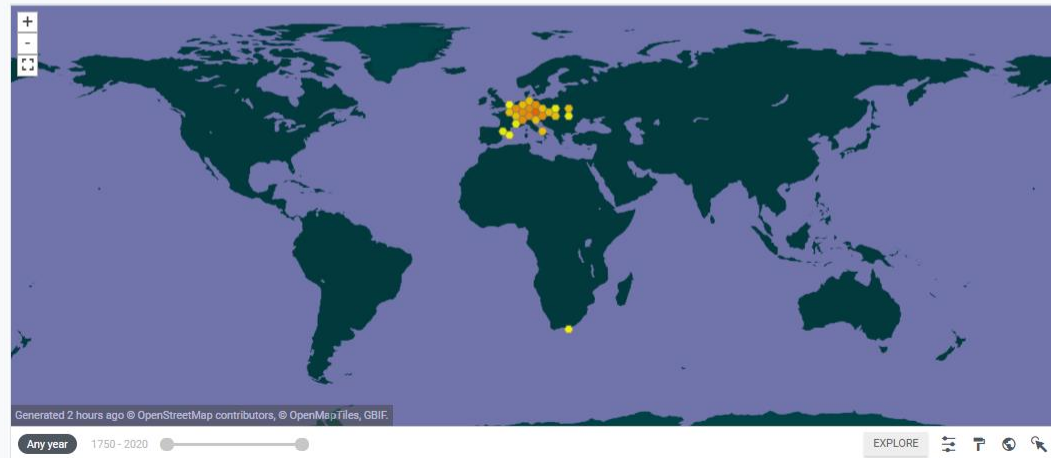 +
-
Generated 2 hours ago © OpenStreetMap contributors, © OpenMapTiles, GBIF.
Any year 1750 - 2020 EXPLORE